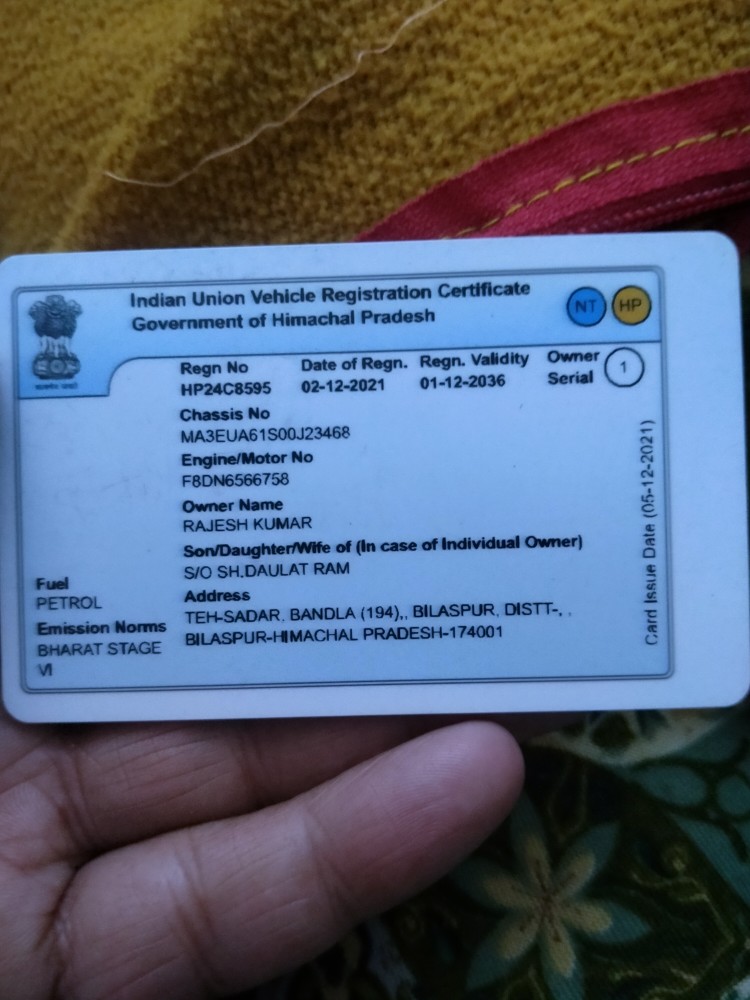 Indian Union Vehicle Registration Certificate
Government of Himachal Pradesh
NT HP
Regn No Date of Regn. Regn. Validity Owner Serial
HP24C8595 02-12-2021 01-12-2036 1
Chassis No
MA3EUA61S00J23468
Engine/Motor No
F8DN6566758
Owner Name
RAJESH KUMAR
Son/Daughter/Wife of (In case of Individual Owner)
S/O SH.DAULAT RAM
Address
TEH-SADAR, BANDLA (194),, BILASPUR, DISTT-, ,
BILASPUR-HIMACHAL PRADESH-174001
Fuel
PETROL
Emission Norms
BHARAT STAGE
VI
Card Issue Date (05-12-2021)